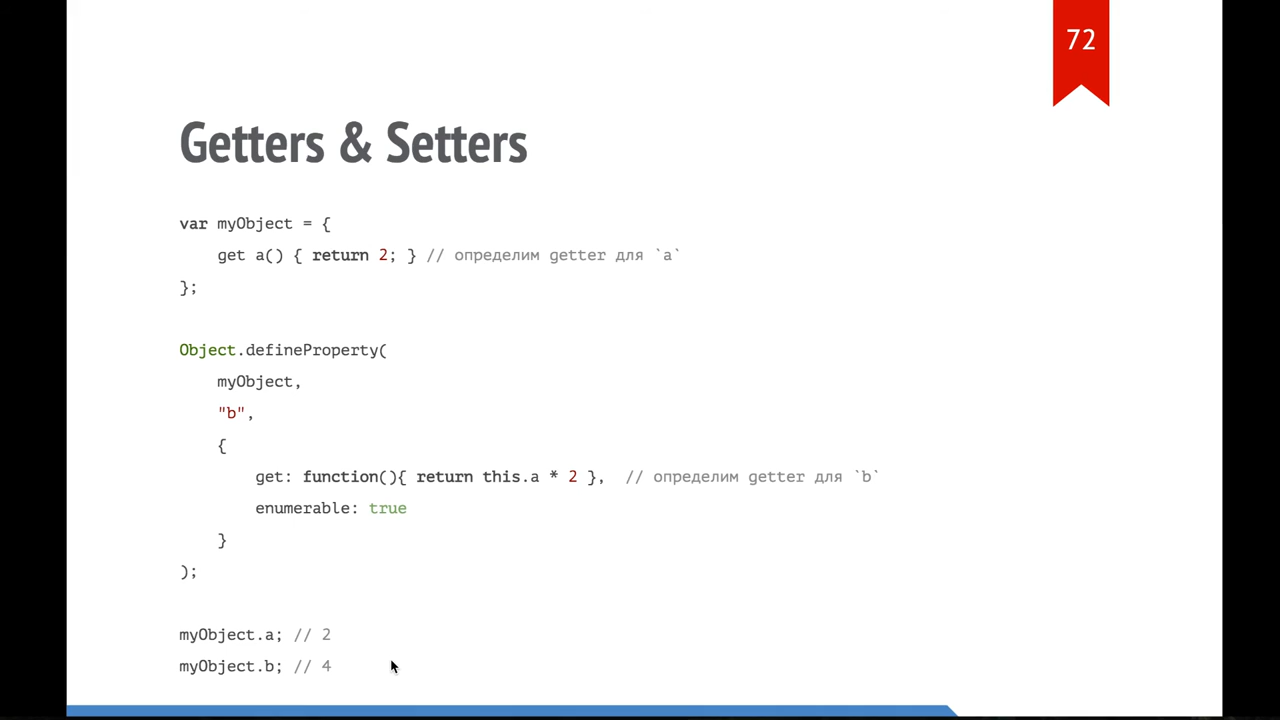 72
Getters & Setters
var myObject = {
    get a() { return 2; } // определим getter для `a`
};
Object.defineProperty(
    myObject,
    "b",
    {
        get: function(){ return this.a * 2 },  // определим getter для `b`
        enumerable: true
    }
);
myObject.a; // 2
myObject.b; // 4